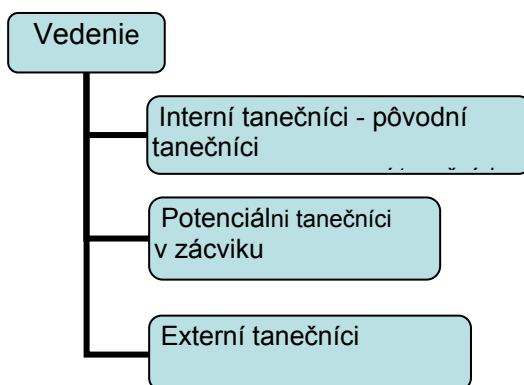 Vedenie
Interní tanečníci - pôvodní
tanečníci
Potenciálni tanečníci
v zácviku
Externí tanečníci